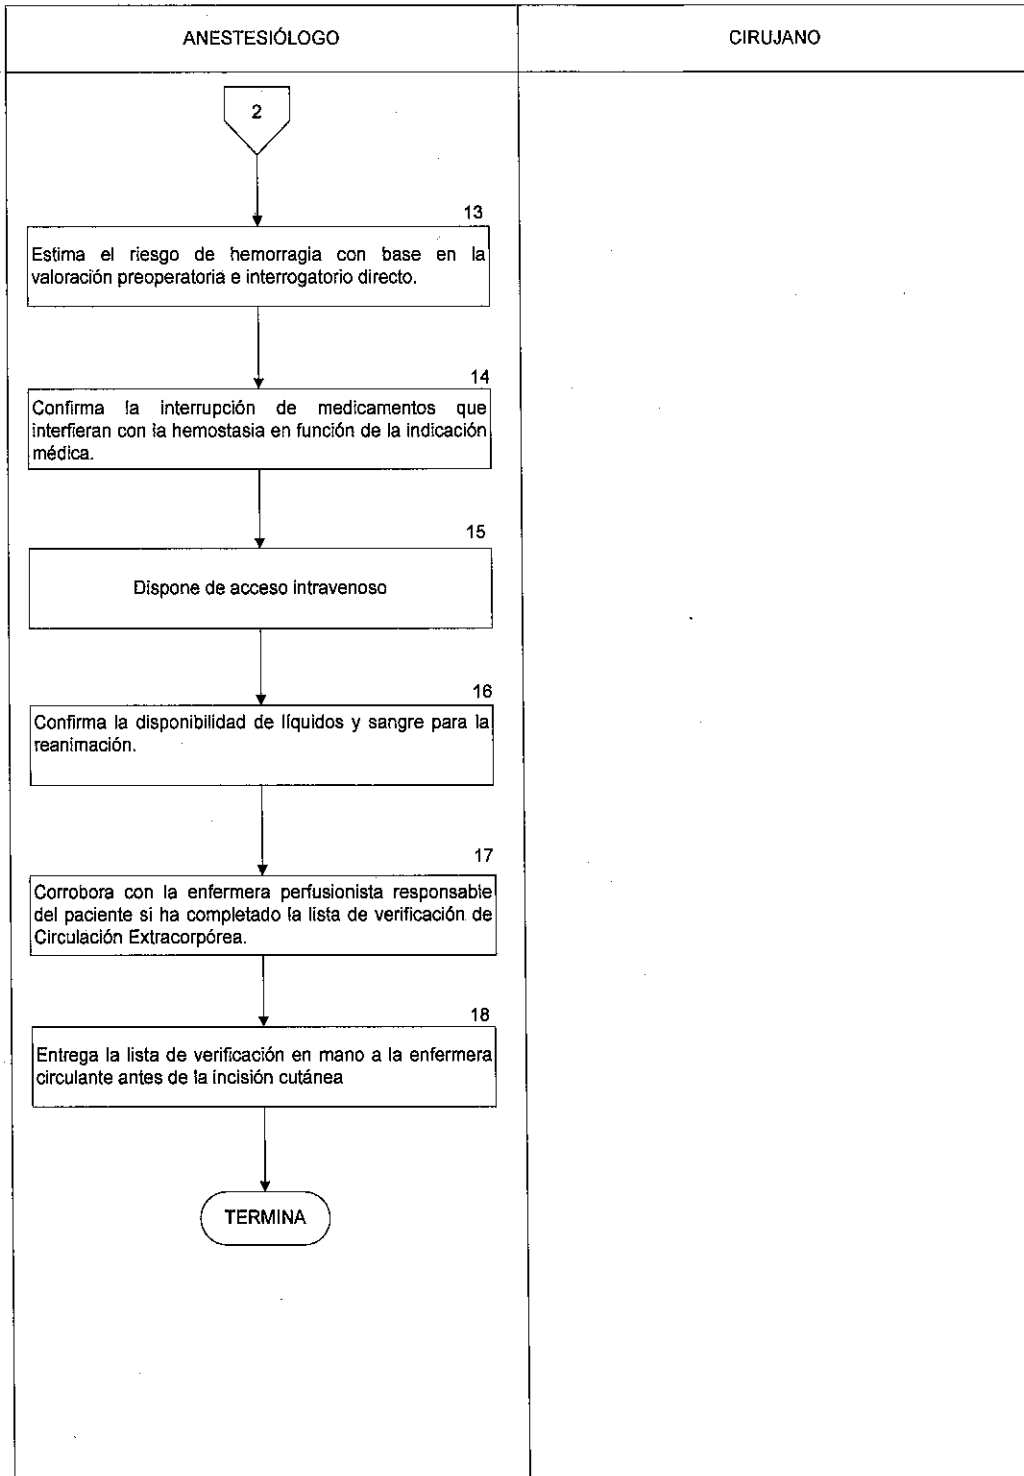 ANESTESIÓLOGO
CIRUJANO
2
13
Estima el riesgo de hemorragia con base en la
valoración preoperatoria e interrogatorio directo.
14
Confirma la interrupción de medicamentos que
interfieran con la hemostasia en función de la indicación
médica.
15
Dispone de acceso intravenoso
16
Confirma la disponibilidad de líquidos y sangre para la
reanimación.
17
Corrobora con la enfermera perfusionista responsable
del paciente si ha completado la lista de verificación de
Circulación Extracorpórea.
18
Entrega la lista de verificación en mano a la enfermera
circulante antes de la incisión cutánea
TERMINA